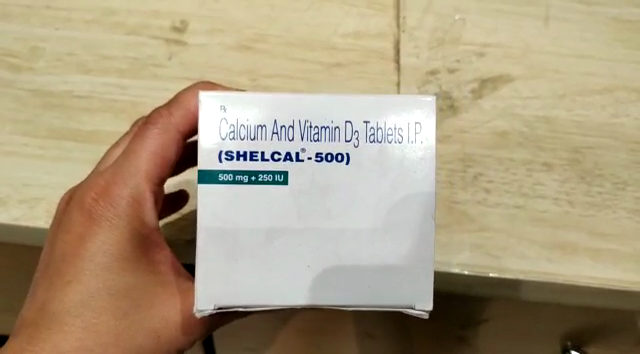 ℞
Calcium And Vitamin D3 Tablets I.P.
(SHELCAL®-500)
500 mg + 250 IU